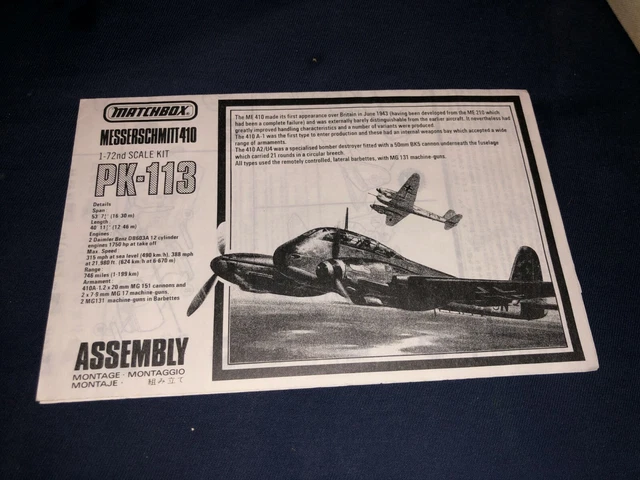 MATCHBOX
MESSERSCHMITT 410
1-72nd SCALE KIT
PK-113
Details
Span
53' 7¾" (16·30 m)
Length
40' 11½" (12·46 m)
Engines
2 Daimler Benz DB603A 12 cylinder
engines 1750 hp at take off
Max. Speed
315 mph at sea level (490 km/h), 388 mph
at 21.980 ft. (624 km/h at 6·670 m)
Range
746 miles (1·199 km)
Armament
410A-1.2 x 20 mm MG 151 cannons and
2 x 7·9 mm MG 17 machine-guns,
2 MG131 machine-guns in Barbettes
ASSEMBLY
MONTAGE · MONTAGGIO
MONTAJE · 組み立て
The ME 410 made its first appearance over Britain in June 1943 (having been developed from the ME 210 which
had been a complete failure) and was externally barely distinguishable from the earlier aircraft. It nevertheless had
greatly improved handling characteristics and a number of variants were produced.
The 410 A-1 was the first type to enter production and these had an internal weapons bay which accepted a wide
range of armaments.
The 410 A2/U4 was a specialised bomber destroyer fitted with a 50mm BK5 cannon underneath the fuselage
which carried 21 rounds in a circular breech.
All types used the remotely controlled, lateral barbettes, with MG 131 machine-guns.